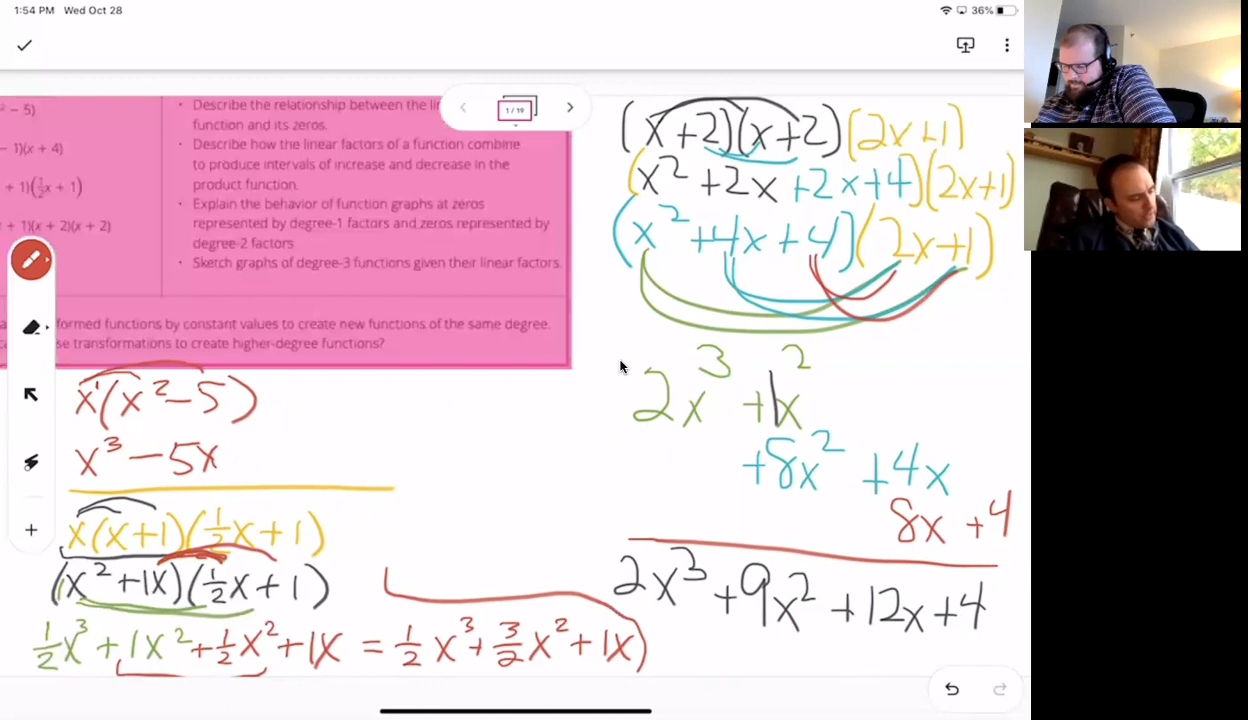 1:54 PM Wed Oct 28
36%
1 / 19
² − 5)
− 1)(x + 4)
+ 1)(½x + 1)
+ 1)(x + 2)(x + 2)
• Describe the relationship between the
function and its zeros.
• Describe how the linear factors of a function combine
to produce intervals of increase and decrease in the
product function.
• Explain the behavior of function graphs at zeros
represented by degree-1 factors and zeros represented by
degree-2 factors
• Sketch graphs of degree-3 functions given their linear factors.
formed functions by constant values to create new functions of the same degree.
se transformations to create higher-degree functions?
x¹(x² − 5)
x³ − 5x
x(x+1)(½x+1)
(x² + 1x)(½x + 1)
½x³ + 1x² + ½x² + 1x = ½x³ + 3/2x² + 1x)
(x+2)(x+2)(2x+1)
(x² + 2x + 2x + 4)(2x+1)
(x² + 4x + 4)(2x+1)
2x³ + 1x²
+8x² + 4x
8x + 4
2x³ + 9x² + 12x + 4